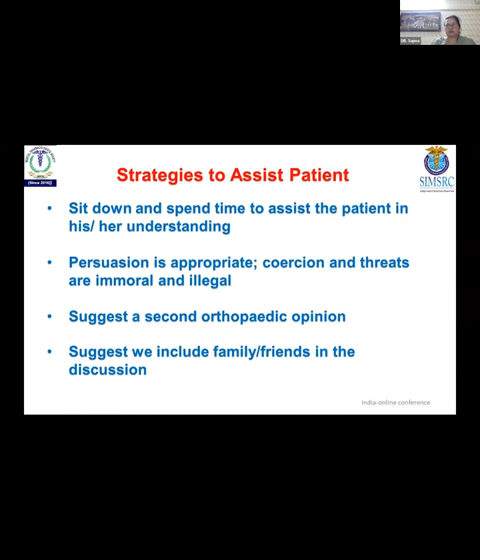 DR. Sapna
(Since 2016)
Strategies to Assist Patient
SIMSRC
• Sit down and spend time to assist the patient in
his/ her understanding
• Persuasion is appropriate; coercion and threats
are immoral and illegal
• Suggest a second orthopaedic opinion
• Suggest we include family/friends in the
discussion
india-online conference